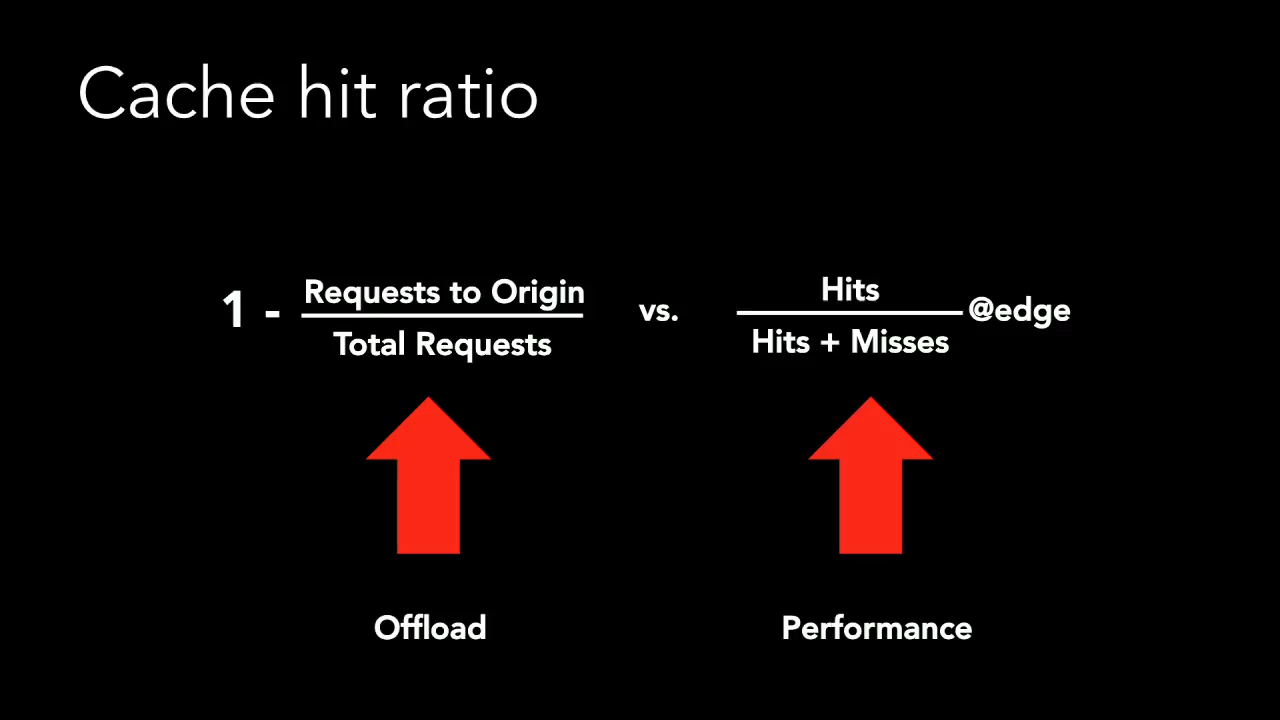 Cache hit ratio
1 - Requests to Origin
Total Requests
vs.
Hits
Hits + Misses
@edge
Offload
Performance